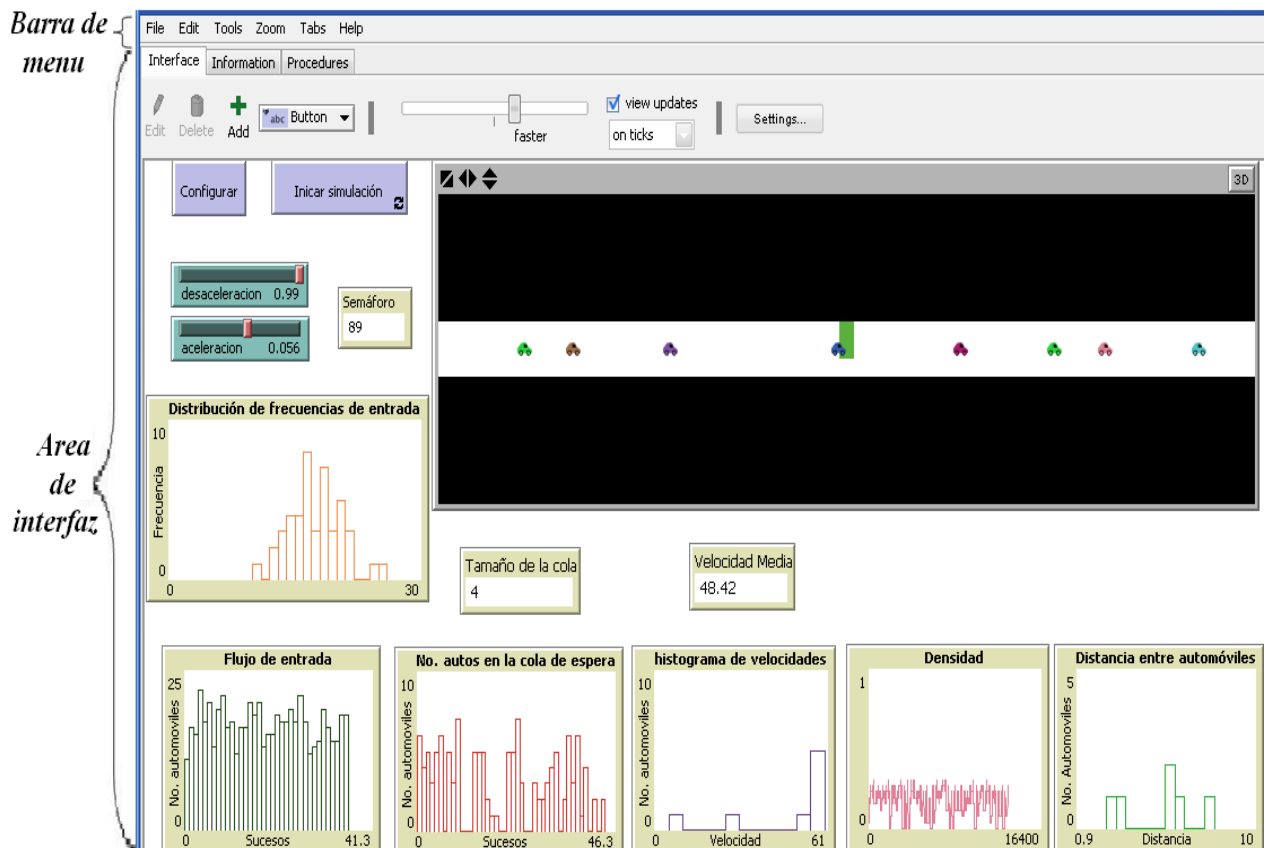 Barra de
menu
File Edit Tools Zoom Tabs Help
Interface Information Procedures
Edit Delete Add abc Button
faster
view updates
on ticks
Settings...
Configurar
Inicar simulación
3D
desaceleracion 0.99
aceleracion 0.056
Semáforo
89
Area
de
interfaz
Distribución de frecuencias de entrada
10
Frecuencia
0
0 30
Tamaño de la cola
4
Velocidad Media
48.42
Flujo de entrada
25
No. automoviles
0
0 Sucesos 41.3
No. autos en la cola de espera
10
No. automoviles
0
0 Sucesos 46.3
histograma de velocidades
10
No. automoviles
0
0 Velocidad 61
Densidad
1
0
0 16400
Distancia entre automóviles
5
No. Automoviles
0
0.9 Distancia 10